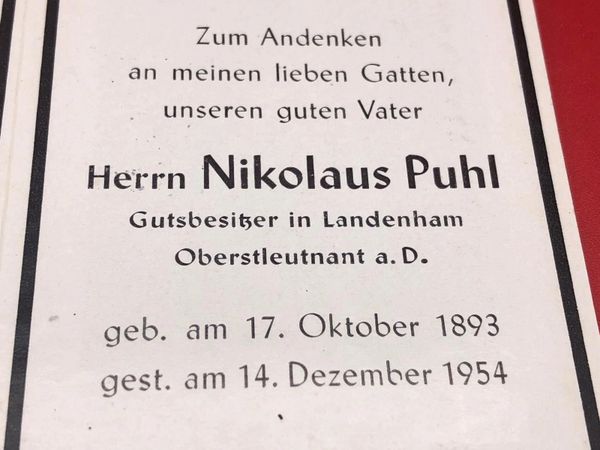 Zum Andenken
an meinen lieben Gatten,
unseren guten Vater
Herrn Nikolaus Puhl
Gutsbesitzer in Landenham
Oberstleutnant a. D.
geb. am 17. Oktober 1893
gest. am 14. Dezember 1954